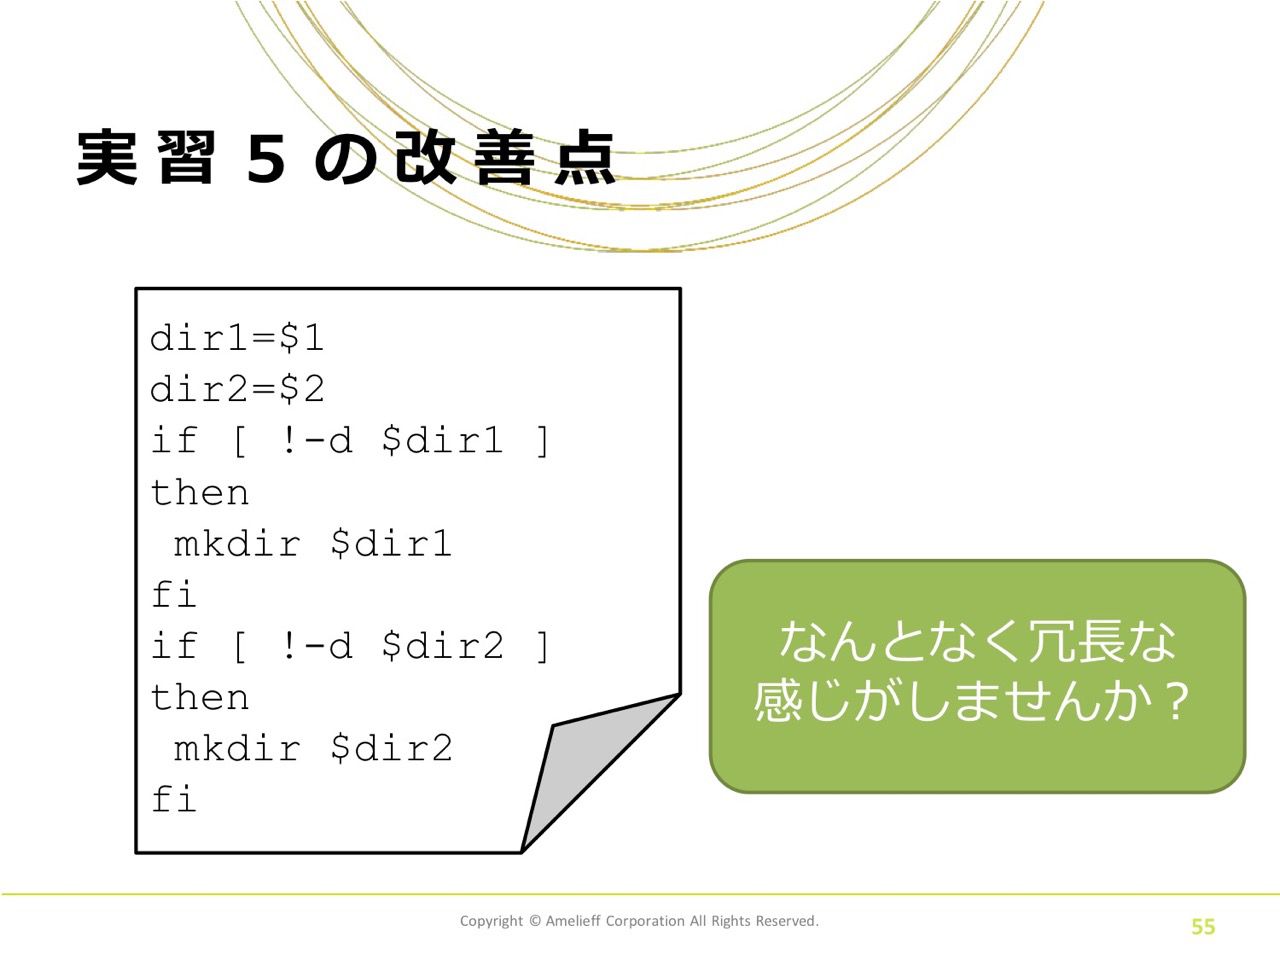 実習５の改善点
dir1=$1
dir2=$2
if [ !-d $dir1 ]
then
 mkdir $dir1
fi
if [ !-d $dir2 ]
then
 mkdir $dir2
fi
なんとなく冗長な
感じがしませんか？
Copyright © Amelieff Corporation All Rights Reserved.
55